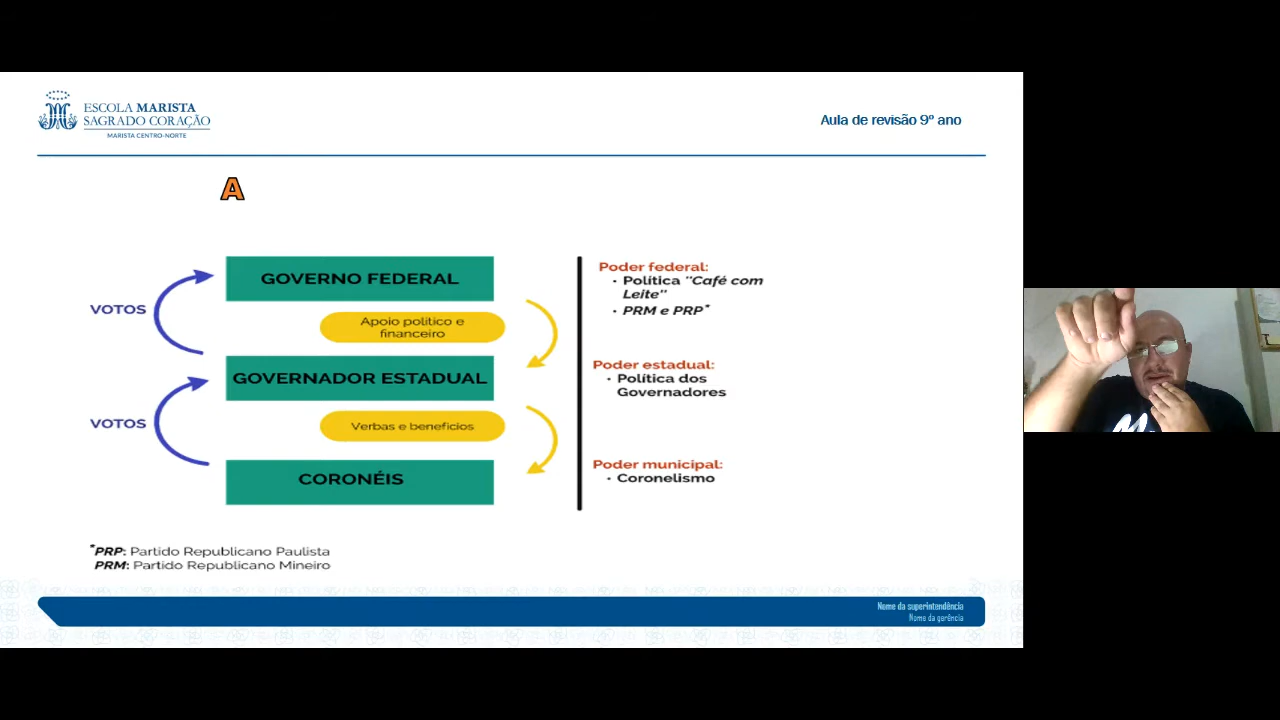 ESCOLA MARISTA
SAGRADO CORAÇÃO
MARISTA CENTRO-NORTE
Aula de revisão 9º ano
A
GOVERNO FEDERAL
VOTOS
Apoio político e
financeiro
GOVERNADOR ESTADUAL
VOTOS
Verbas e benefícios
CORONÉIS
Poder federal:
• Política "Café com
Leite"
• PRM e PRP*
Poder estadual:
• Política dos
Governadores
Poder municipal:
• Coronelismo
*PRP: Partido Republicano Paulista
PRM: Partido Republicano Mineiro
Nome da superintendência
Nome da gerência